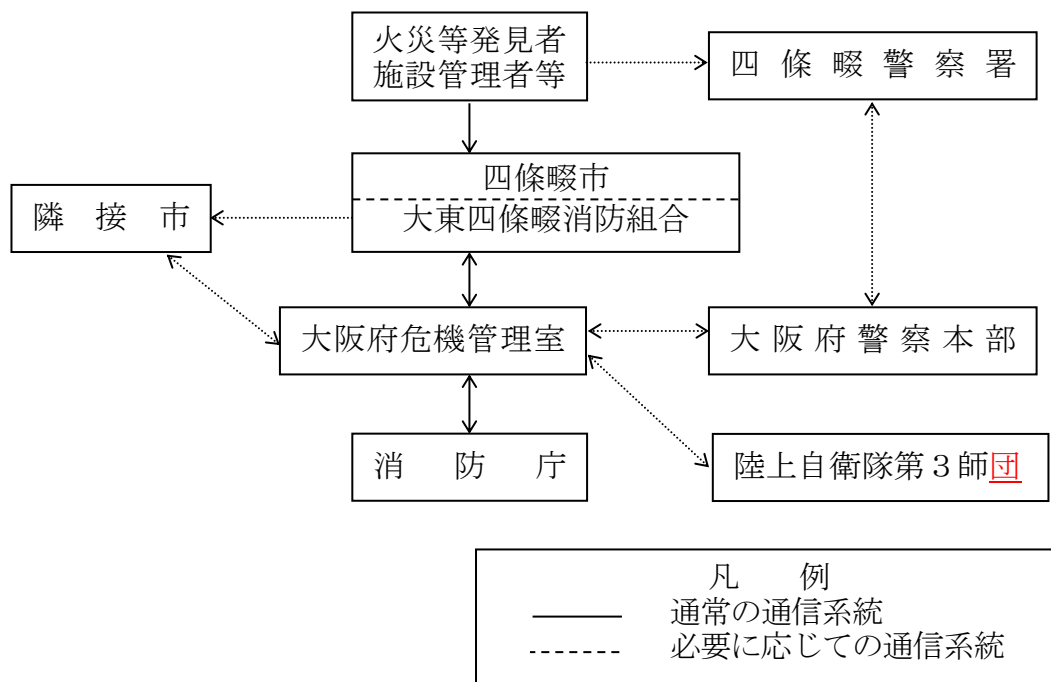 火災等発見者
施設管理者等
四條畷警察署
四條畷市
大東四條畷消防組合
隣接市
大阪府危機管理室
大阪府警察本部
消防庁
陸上自衛隊第３師団
凡例
通常の通信系統
必要に応じての通信系統